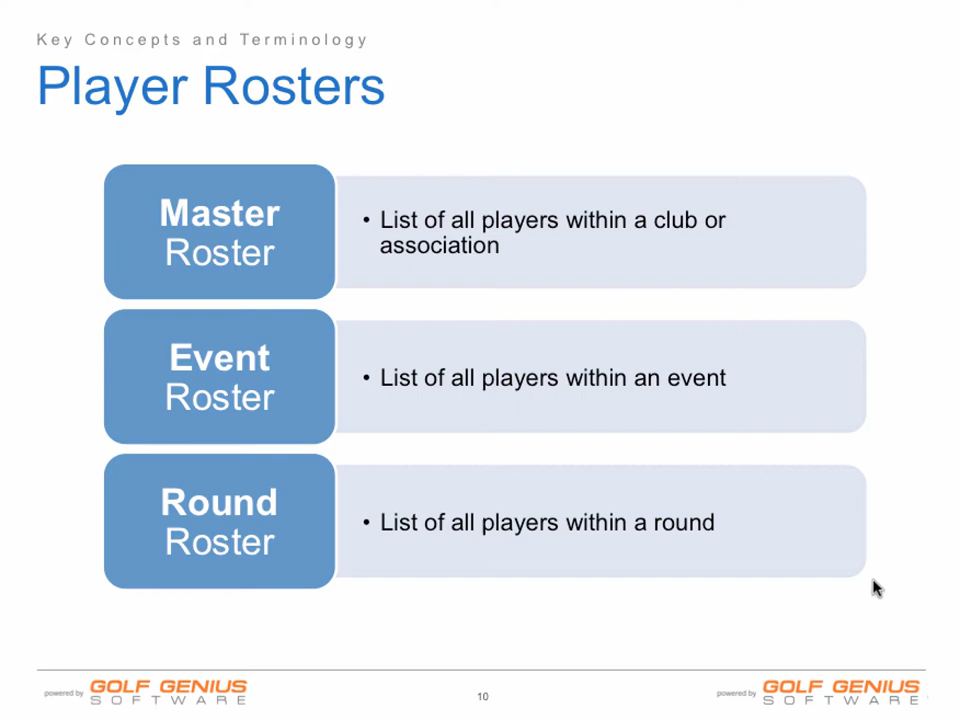 Key Concepts and Terminology
Player Rosters
Master
Roster
• List of all players within a club or
association
Event
Roster
• List of all players within an event
Round
Roster
• List of all players within a round
powered by GOLF GENIUS
SOFTWARE
10
powered by GOLF GENIUS
SOFTWARE